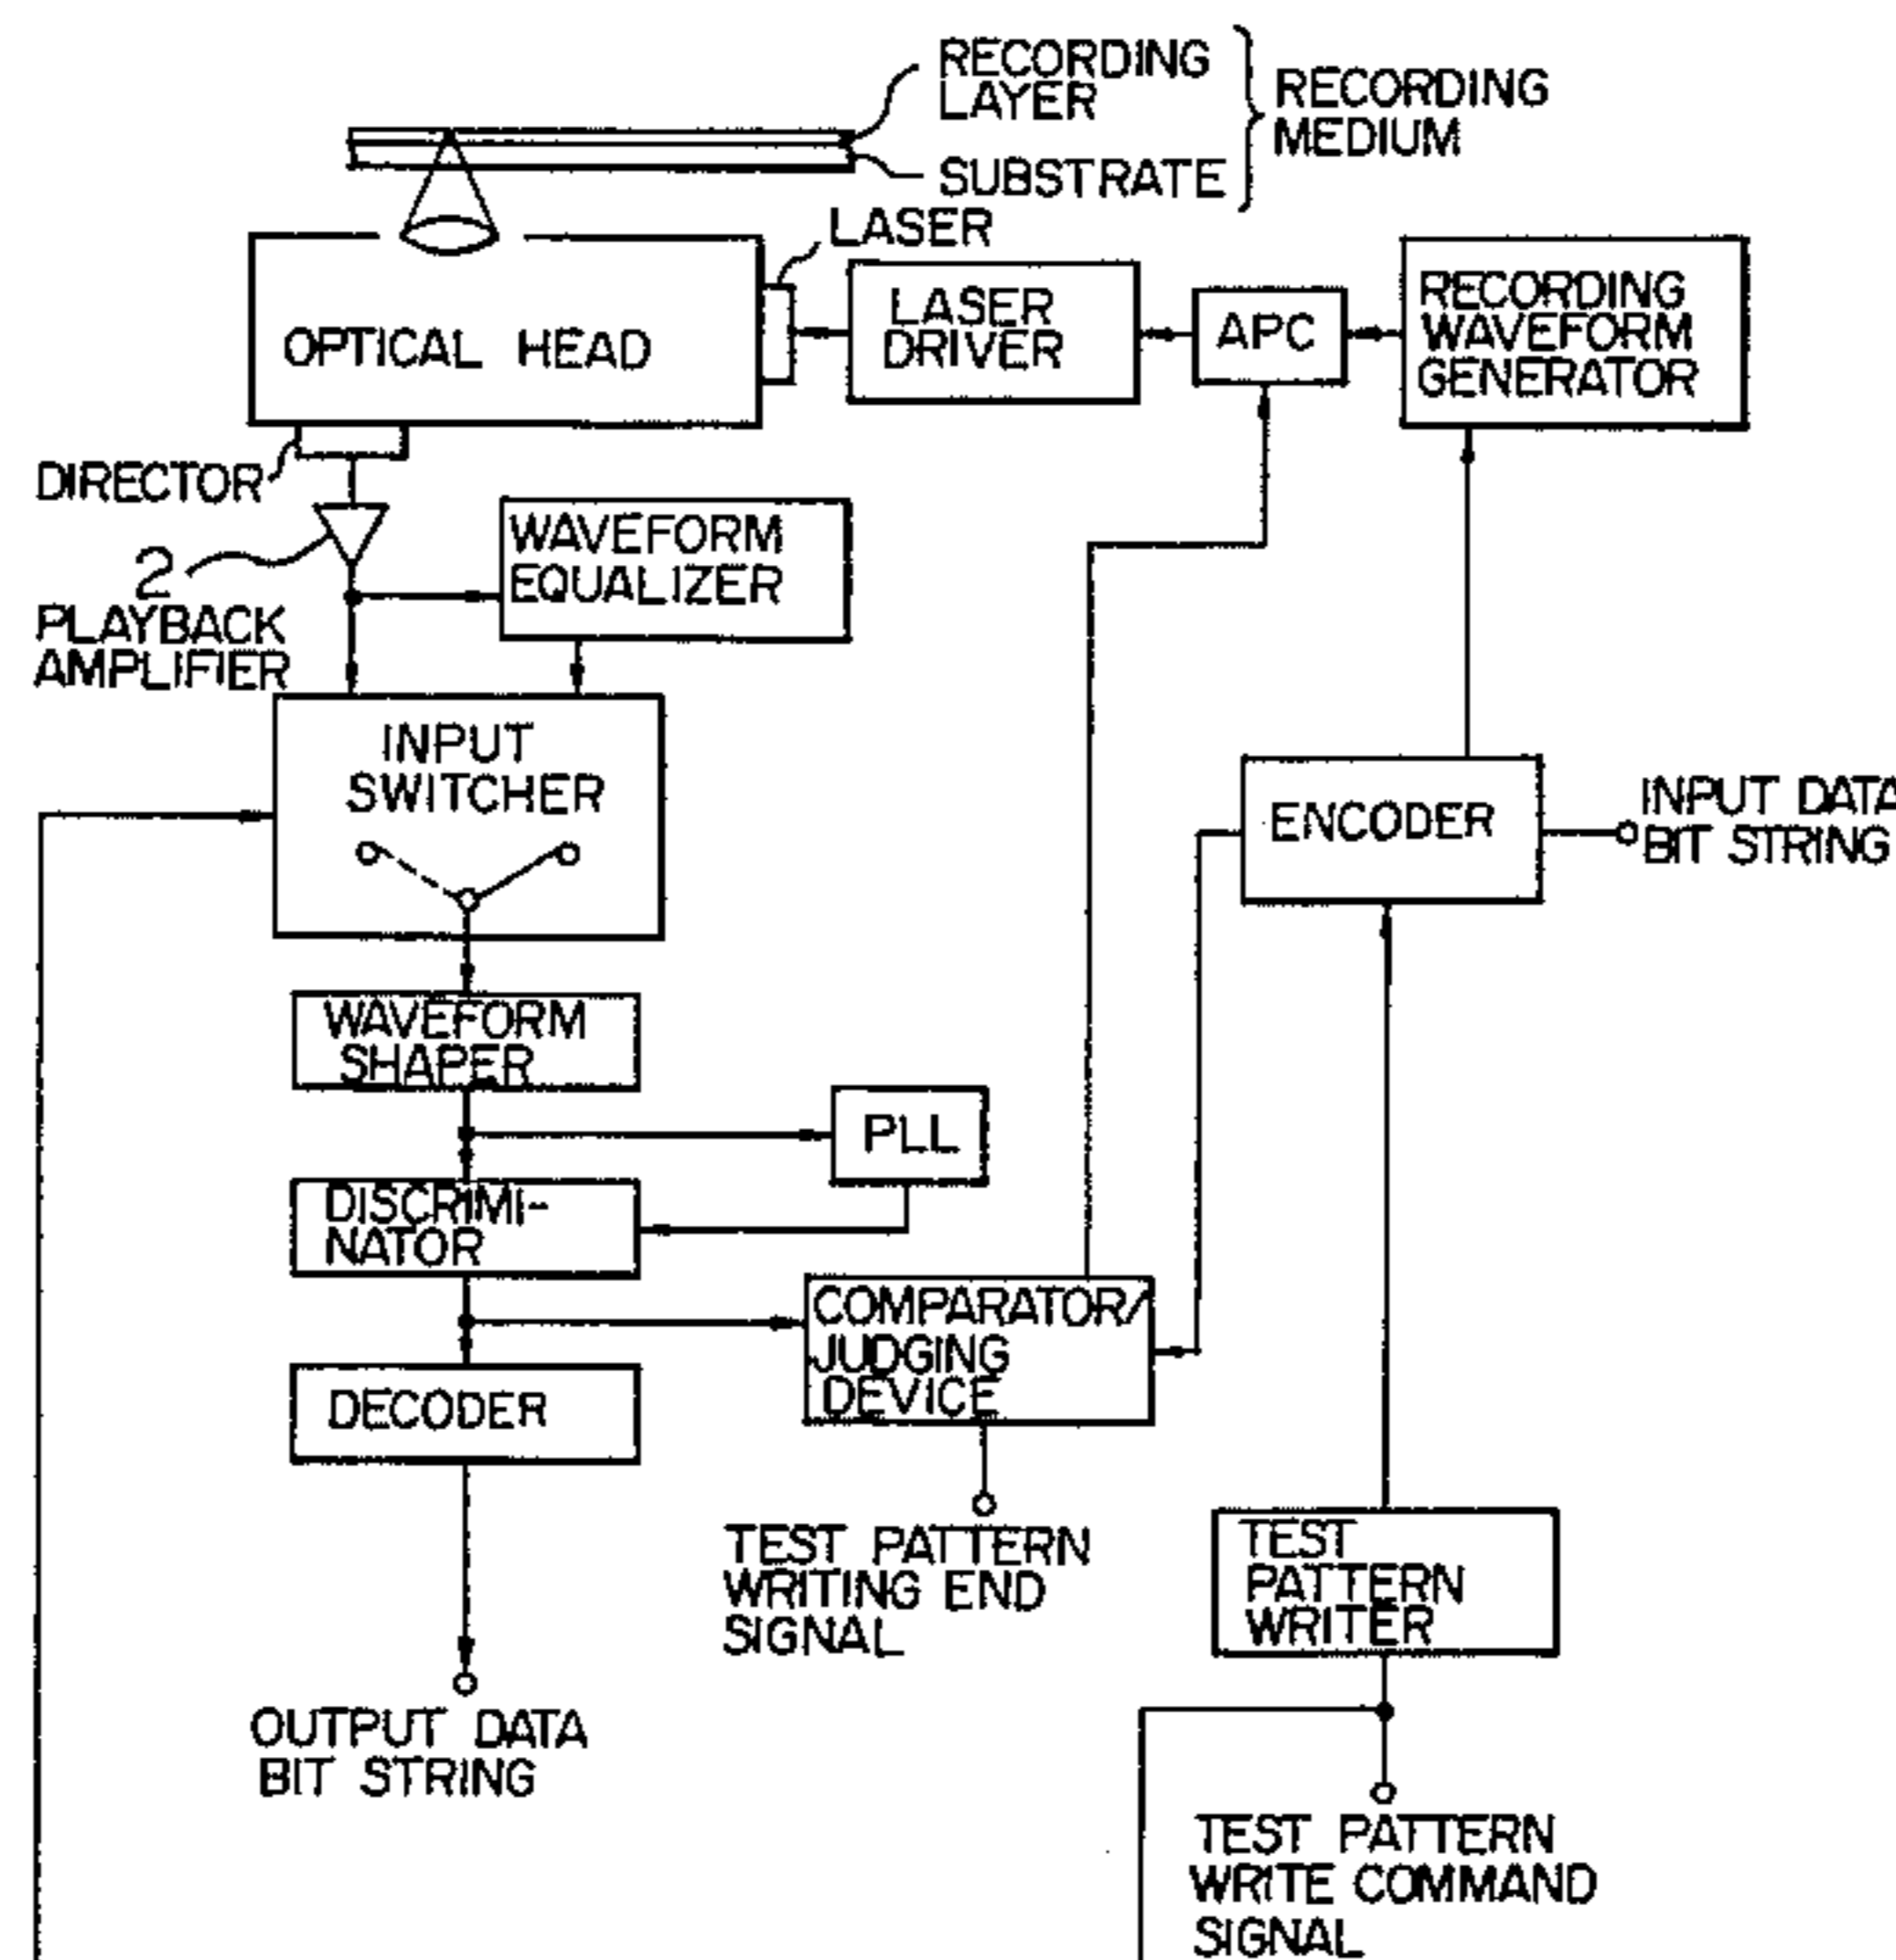 RECORDING
LAYER
RECORDING
MEDIUM
SUBSTRATE
LASER
OPTICAL HEAD
LASER
DRIVER
APC
RECORDING
WAVEFORM
GENERATOR
DIRECTOR
2
PLAYBACK
AMPLIFIER
WAVEFORM
EQUALIZER
INPUT
SWITCHER
ENCODER
INPUT DATA
BIT STRING
WAVEFORM
SHAPER
PLL
DISCRIMI-
NATOR
COMPARATOR/
JUDGING
DEVICE
DECODER
TEST PATTERN
WRITING END
SIGNAL
TEST
PATTERN
WRITER
OUTPUT DATA
BIT STRING
TEST PATTERN
WRITE COMMAND
SIGNAL